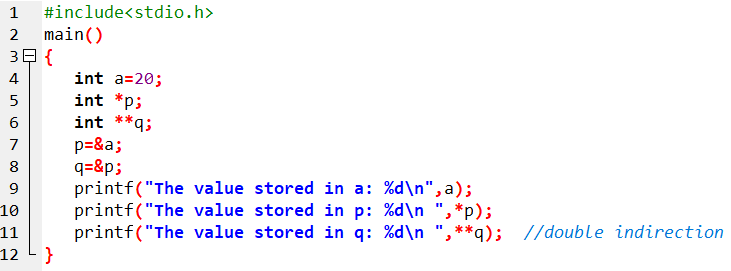 1 #include<stdio.h>
2 main()
3 {
4 int a=20;
5 int *p;
6 int **q;
7 p=&a;
8 q=&p;
9 printf("The value stored in a: %d\n",a);
10 printf("The value stored in p: %d\n ",*p);
11 printf("The value stored in q: %d\n ",**q);  //double indirection
12 }